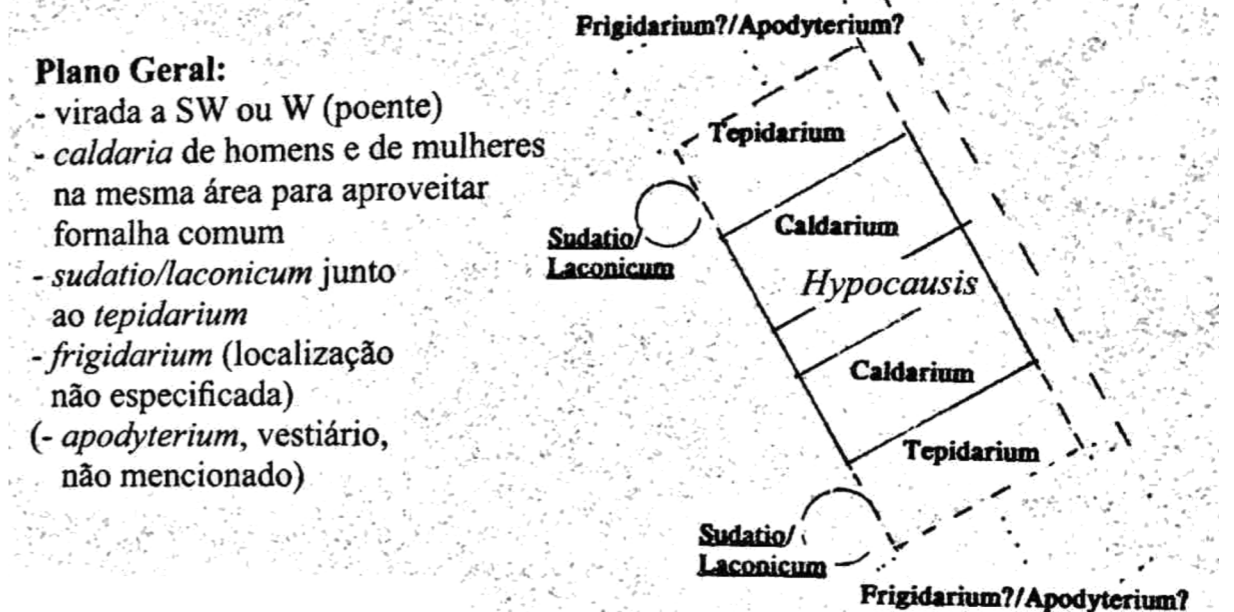 Plano Geral:
- virada a SW ou W (poente)
- caldaria de homens e de mulheres
na mesma área para aproveitar
fornalha comum
- sudatio/laconicum junto
ao tepidarium
- frigidarium (localização
não especificada)
(- apodyterium, vestiário,
não mencionado)
Frigidarium?/Apodyterium?
Tepidarium
Sudatio/
Laconicum
Caldarium
Hypocausis
Caldarium
Tepidarium
Sudatio/
Laconicum
Frigidarium?/Apodyterium?